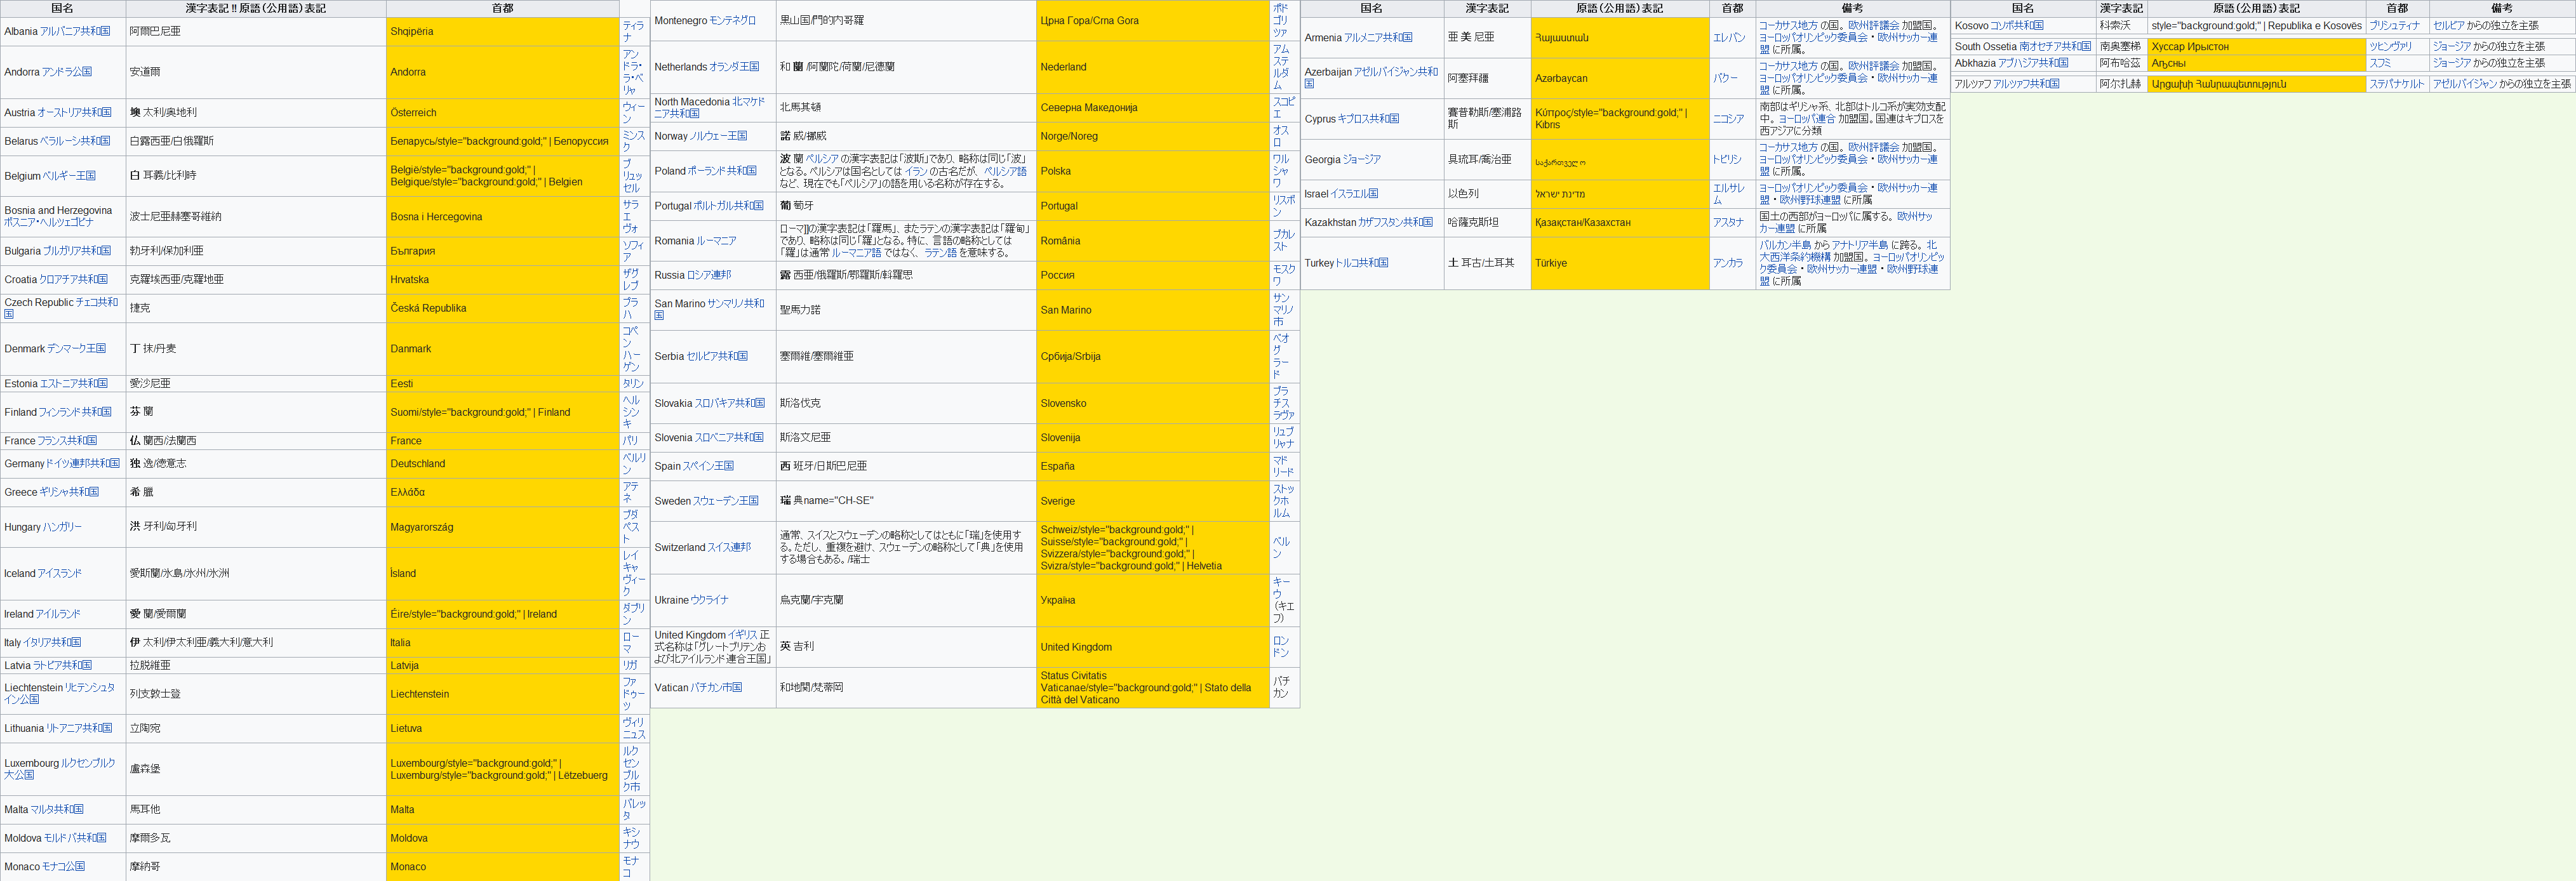 国名 漢字表記 !! 原語（公用語）表記 首都
Albania アルバニア共和国 阿爾巴尼亜 Shqipëria ティラナ
Andorra アンドラ公国 安道爾 Andorra アンドラ・ラ・ベリャ
Austria オーストリア共和国 墺 太利/奥地利 Österreich ウィーン
Belarus ベラルーシ共和国 白露西亜/白俄羅斯 Беларусь/style="background:gold;" | Белоруссия ミンスク
Belgium ベルギー王国 白 耳義/比利時 België/style="background:gold;" | Belgique/style="background:gold;" | Belgien ブリュッセル
Bosnia and Herzegovina ボスニア・ヘルツェゴビナ 波士尼亜赫塞哥維納 Bosna i Hercegovina サラエヴォ
Bulgaria ブルガリア共和国 勃牙利/保加利亜 България ソフィア
Croatia クロアチア共和国 克羅埃西亜/克羅地亜 Hrvatska ザグレブ
Czech Republic チェコ共和国 捷克 Česká Republika プラハ
Denmark デンマーク王国 丁 抹/丹麦 Danmark コペンハーゲン
Estonia エストニア共和国 愛沙尼亜 Eesti タリン
Finland フィンランド共和国 芬 蘭 Suomi/style="background:gold;" | Finland ヘルシンキ
France フランス共和国 仏 蘭西/法蘭西 France パリ
Germany ドイツ連邦共和国 独 逸/徳意志 Deutschland ベルリン
Greece ギリシャ共和国 希 臘 Ελλάδα アテネ
Hungary ハンガリー 洪 牙利/匈牙利 Magyarország ブダペスト
Iceland アイスランド 愛斯蘭/氷島/氷州/氷洲 Ísland レイキャヴィーク
Ireland アイルランド 愛 蘭/愛爾蘭 Éire/style="background:gold;" | Ireland ダブリン
Italy イタリア共和国 伊 太利/伊太利亜/義大利/意大利 Italia ローマ
Latvia ラトビア共和国 拉脱維亜 Latvija リガ
Liechtenstein リヒテンシュタイン公国 列支敦士登 Liechtenstein ファドゥーツ
Lithuania リトアニア共和国 立陶宛 Lietuva ヴィリニュス
Luxembourg ルクセンブルク大公国 盧森堡 Luxembourg/style="background:gold;" | Luxemburg/style="background:gold;" | Lëtzebuerg ルクセンブルク市
Malta マルタ共和国 馬耳他 Malta バレッタ
Moldova モルドバ共和国 摩爾多瓦 Moldova キシナウ
Monaco モナコ公国 摩納哥 Monaco モナコ
Montenegro モンテネグロ 黒山国/門的内哥羅 Црна Гора/Crna Gora ポドゴリツァ
Netherlands オランダ王国 和 蘭 /阿蘭陀/荷蘭/尼徳蘭 Nederland アムステルダム
North Macedonia 北マケドニア共和国 北馬其頓 Северна Македонија スコピエ
Norway ノルウェー王国 諾 威/挪威 Norge/Noreg オスロ
Poland ポーランド共和国 波 蘭 ペルシア の漢字表記は「波斯」であり、略称は同じ「波」となる。ペルシアは国名としては イラン の古名だが、 ペルシア語 など、現在でも「ペルシア」の語を用いる名称が存在する。 Polska ワルシャワ
Portugal ポルトガル共和国 葡 萄牙 Portugal リスボン
Romania ルーマニア ローマ]]の漢字表記は「羅馬」、またラテンの漢字表記は「羅甸」であり、略称は同じ「羅」となる。特に、言語の略称としては「羅」は通常 ルーマニア語 ではなく、 ラテン語 を意味する。 România ブカレスト
Russia ロシア連邦 露 西亜/俄羅斯/鄂羅斯/斡羅思 Россия モスクワ
San Marino サンマリノ共和国 聖馬力諾 San Marino サンマリノ市
Serbia セルビア共和国 塞爾維/塞爾維亜 Србија/Srbija ベオグラード
Slovakia スロバキア共和国 斯洛伐克 Slovensko ブラチスラヴァ
Slovenia スロベニア共和国 斯洛文尼亜 Slovenija リュブリャナ
Spain スペイン王国 西 班牙/日斯巴尼亜 España マドリード
Sweden スウェーデン王国 瑞 典name="CH-SE" Sverige ストックホルム
Switzerland スイス連邦 通常、スイスとスウェーデンの略称としてはともに「瑞」を使用する。ただし、重複を避け、スウェーデンの略称として「典」を使用する場合もある。/瑞士 Schweiz/style="background:gold;" | Suisse/style="background:gold;" | Svizzera/style="background:gold;" | Svizra/style="background:gold;" | Helvetia ベルン
Ukraine ウクライナ 烏克蘭/宇克蘭 Україна キーウ（キエフ）
United Kingdom イギリス 正式名称は「グレートブリテンおよび北アイルランド連合王国」 英 吉利 United Kingdom ロンドン
Vatican バチカン市国 和地関/梵蒂岡 Status Civitatis Vaticanae/style="background:gold;" | Stato della Città del Vaticano バチカン
国名 漢字表記 原語（公用語）表記 首都 備考
Armenia アルメニア共和国 亜 美 尼亜 Հայաստան エレバン コーカサス地方 の国。 欧州評議会 加盟国。 ヨーロッパオリンピック委員会・欧州サッカー連盟 に所属。
Azerbaijan アゼルバイジャン共和国 阿塞拜疆 Azərbaycan バクー コーカサス地方 の国。 欧州評議会 加盟国。 ヨーロッパオリンピック委員会・欧州サッカー連盟 に所属。
Cyprus キプロス共和国 賽普勒斯/塞浦路斯 Κύπρος/style="background:gold;" | Kıbrıs ニコシア 南部はギリシャ系、北部はトルコ系が実効支配中。 ヨーロッパ連合 加盟国。国連はキプロスを西アジアに分類
Georgia ジョージア 具琉耳/喬治亜 საქართველო トビリシ コーカサス地方 の国。 欧州評議会 加盟国。 ヨーロッパオリンピック委員会・欧州サッカー連盟 に所属。
Israel イスラエル国 以色列 מדינת ישראל エルサレム ヨーロッパオリンピック委員会・欧州サッカー連盟・欧州野球連盟 に所属
Kazakhstan カザフスタン共和国 哈薩克斯坦 Қазақстан/Казахстан アスタナ 国土の西部がヨーロッパに属する。 欧州サッカー連盟 に所属
Turkey トルコ共和国 土 耳古/土耳其 Türkiye アンカラ バルカン半島 から アナトリア半島 に跨る。 北大西洋条約機構 加盟国。 ヨーロッパオリンピック委員会・欧州サッカー連盟・欧州野球連盟 に所属
国名 漢字表記 原語（公用語）表記 首都 備考
Kosovo コソボ共和国 科索沃 style="background:gold;" | Republika e Kosovës プリシュティナ セルビア からの独立を主張
South Ossetia 南オセチア共和国 南奥塞梯 Хуссар Ирыстон ツヒンヴァリ ジョージア からの独立を主張
Abkhazia アブハジア共和国 阿布哈茲 Аҧсны スフミ ジョージア からの独立を主張
アルツァフ アルツァフ共和国 阿尔扎赫 Արցախի Հանրապետություն ステパナケルト アゼルバイジャン からの独立を主張